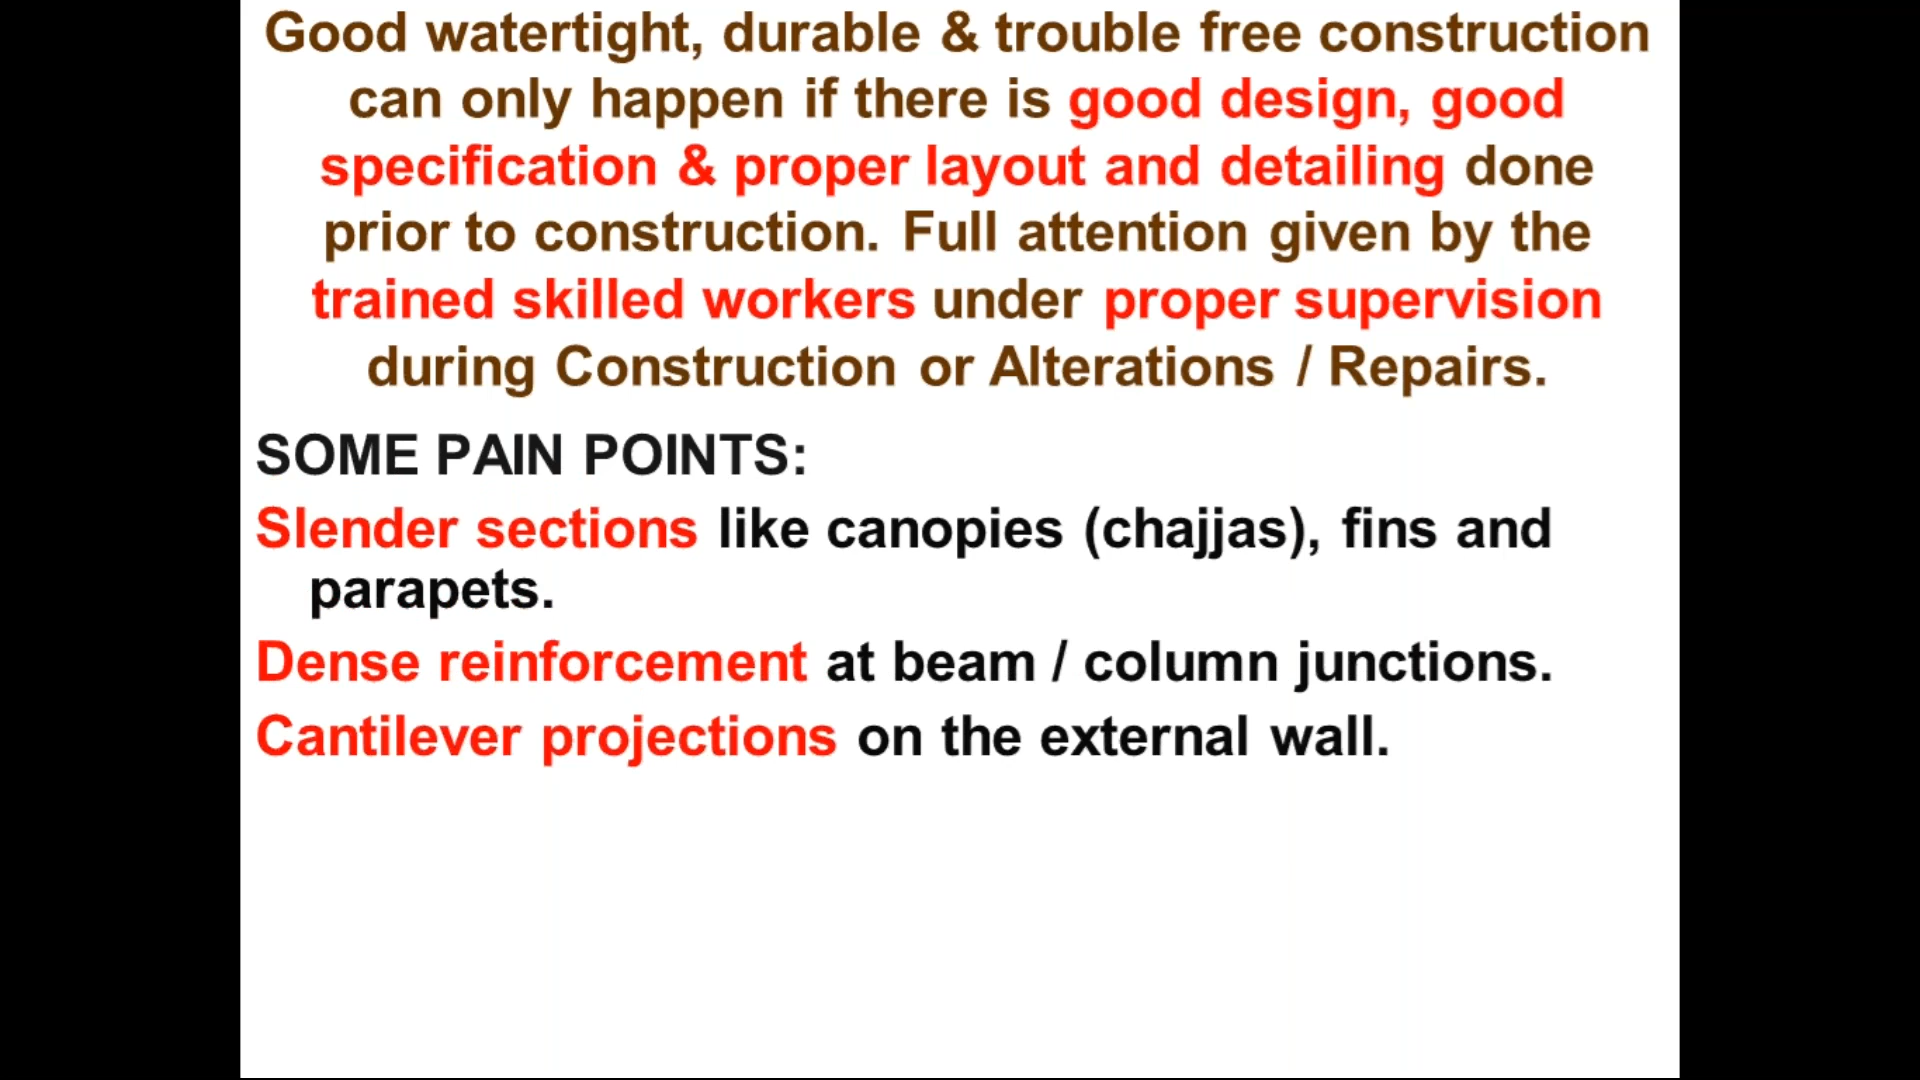 Good watertight, durable & trouble free construction
can only happen if there is good design, good
specification & proper layout and detailing done
prior to construction. Full attention given by the
trained skilled workers under proper supervision
during Construction or Alterations / Repairs.
SOME PAIN POINTS:
Slender sections like canopies (chajjas), fins and
parapets.
Dense reinforcement at beam / column junctions.
Cantilever projections on the external wall.